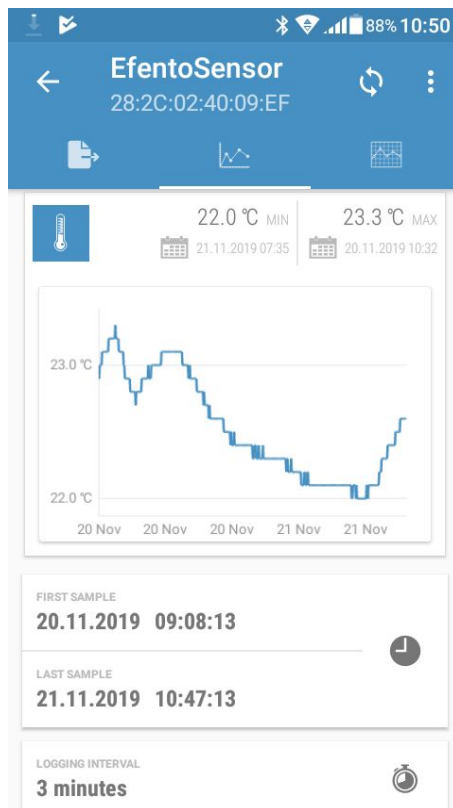 88% 10:50
EfentoSensor
28:2C:02:40:09:EF
22.0 ℃ MIN
21.11.2019 07:35
23.3 ℃ MAX
20.11.2019 10:32
23.0 ℃
22.0 ℃
20 Nov 20 Nov 20 Nov 21 Nov 21 Nov
FIRST SAMPLE
20.11.2019 09:08:13
LAST SAMPLE
21.11.2019 10:47:13
LOGGING INTERVAL
3 minutes